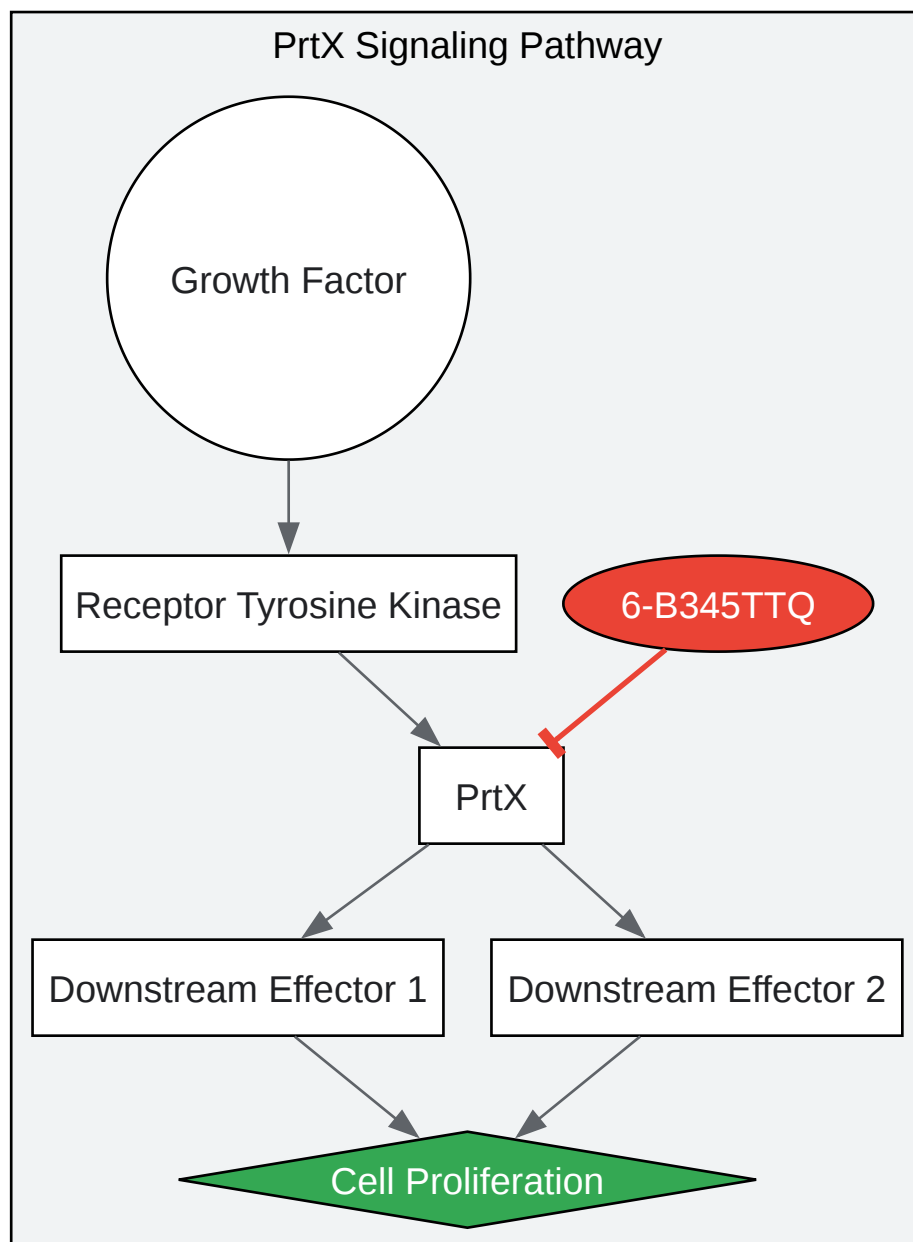 PrtX Signaling Pathway
Growth Factor
Receptor Tyrosine Kinase
6-B345TTQ
PrtX
Downstream Effector 1
Downstream Effector 2
Cell Proliferation